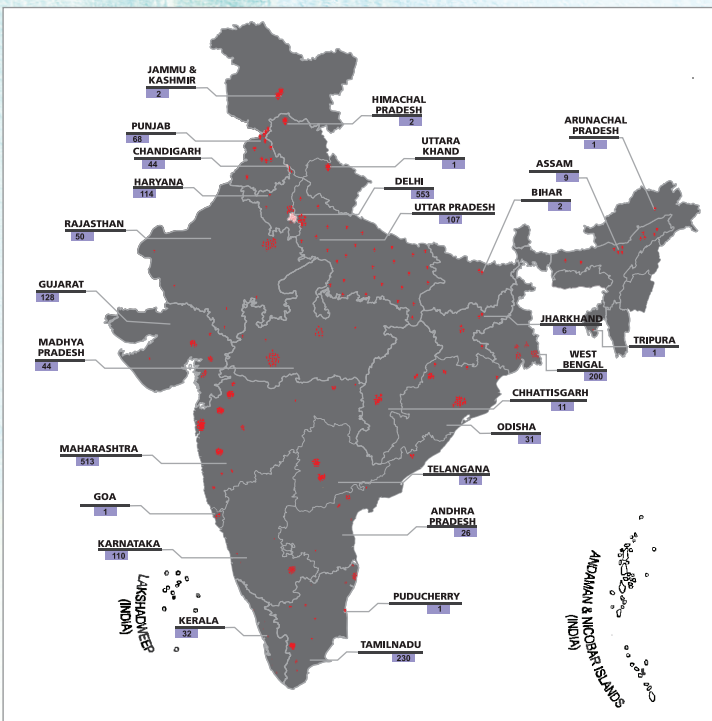 JAMMU &
KASHMIR
2
HIMACHAL
PRADESH
2
ARUNACHAL
PRADESH
1
PUNJAB
68
UTTARA
KHAND
1
CHANDIGARH
44
ASSAM
9
HARYANA
114
DELHI
553
BIHAR
2
UTTAR PRADESH
107
RAJASTHAN
50
GUJARAT
128
JHARKHAND
6
TRIPURA
1
MADHYA
PRADESH
44
WEST
BENGAL
200
CHHATTISGARH
11
ODISHA
31
MAHARASHTRA
513
TELANGANA
172
GOA
1
ANDHRA
PRADESH
26
KARNATAKA
110
LAKSHADWEEP
(INDIA)
ANDAMAN & NICOBAR ISLANDS
(INDIA)
PUDUCHERRY
1
KERALA
32
TAMILNADU
230